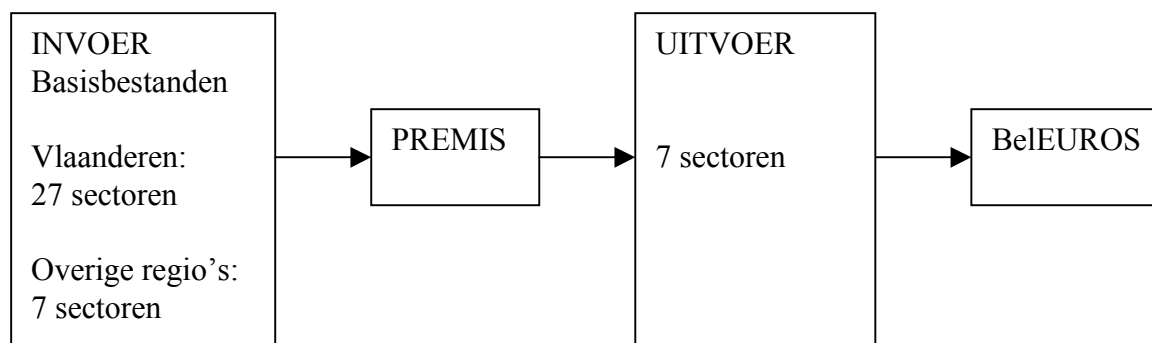 INVOER
Basisbestanden
Vlaanderen:
27 sectoren
Overige regio’s:
7 sectoren
PREMIS
UITVOER
7 sectoren
BelEUROS